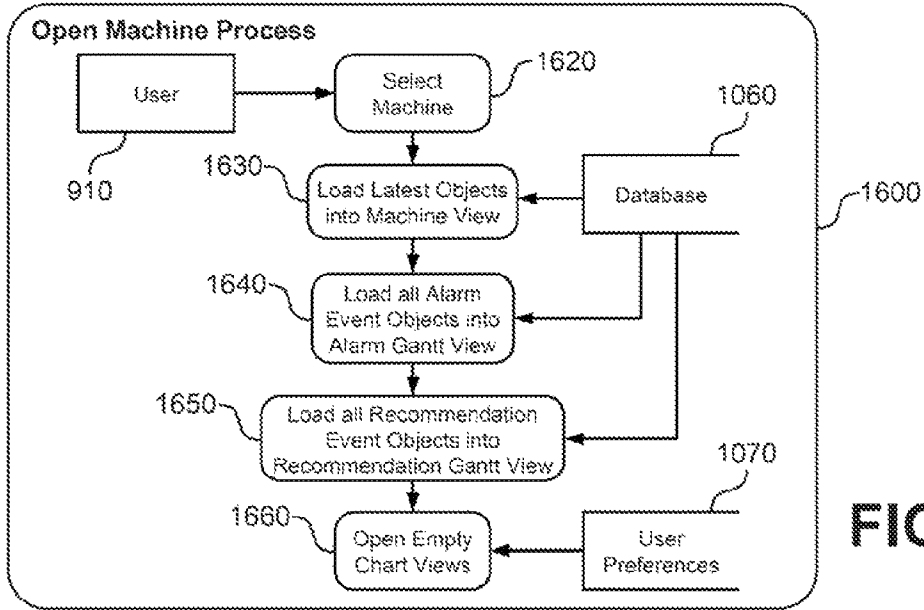 Open Machine Process
User
910
Select
Machine
1620
1630
Load Latest Objects
into Machine View
Database
1060
1600
1640
Load all Alarm
Event Objects into
Alarm Gantt View
1650
Load all Recommendation
Event Objects into
Recommendation Gantt View
1660
Open Empty
Chart Views
User
Preferences
1070